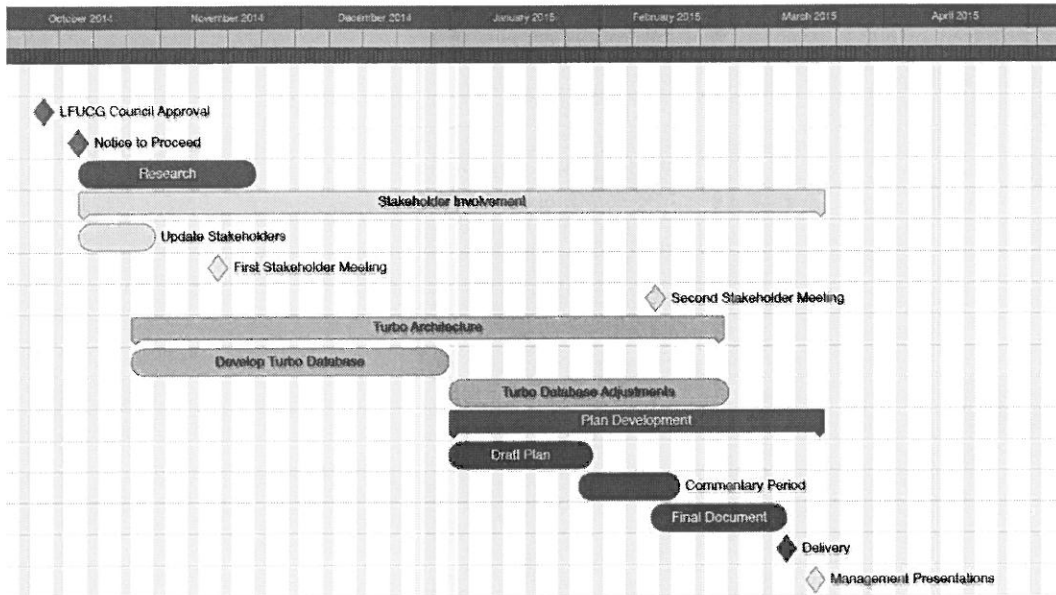 October 2014 November 2014 December 2014 January 2015 February 2015 March 2015 April 2015
LFUCG Council Approval
Notice to Proceed
Research
Stakeholder Involvement
Update Stakeholders
First Stakeholder Meeting
Second Stakeholder Meeting
Turbo Architecture
Develop Turbo Database
Turbo Database Adjustments
Plan Development
Draft Plan
Commentary Period
Final Document
Delivery
Management Presentations